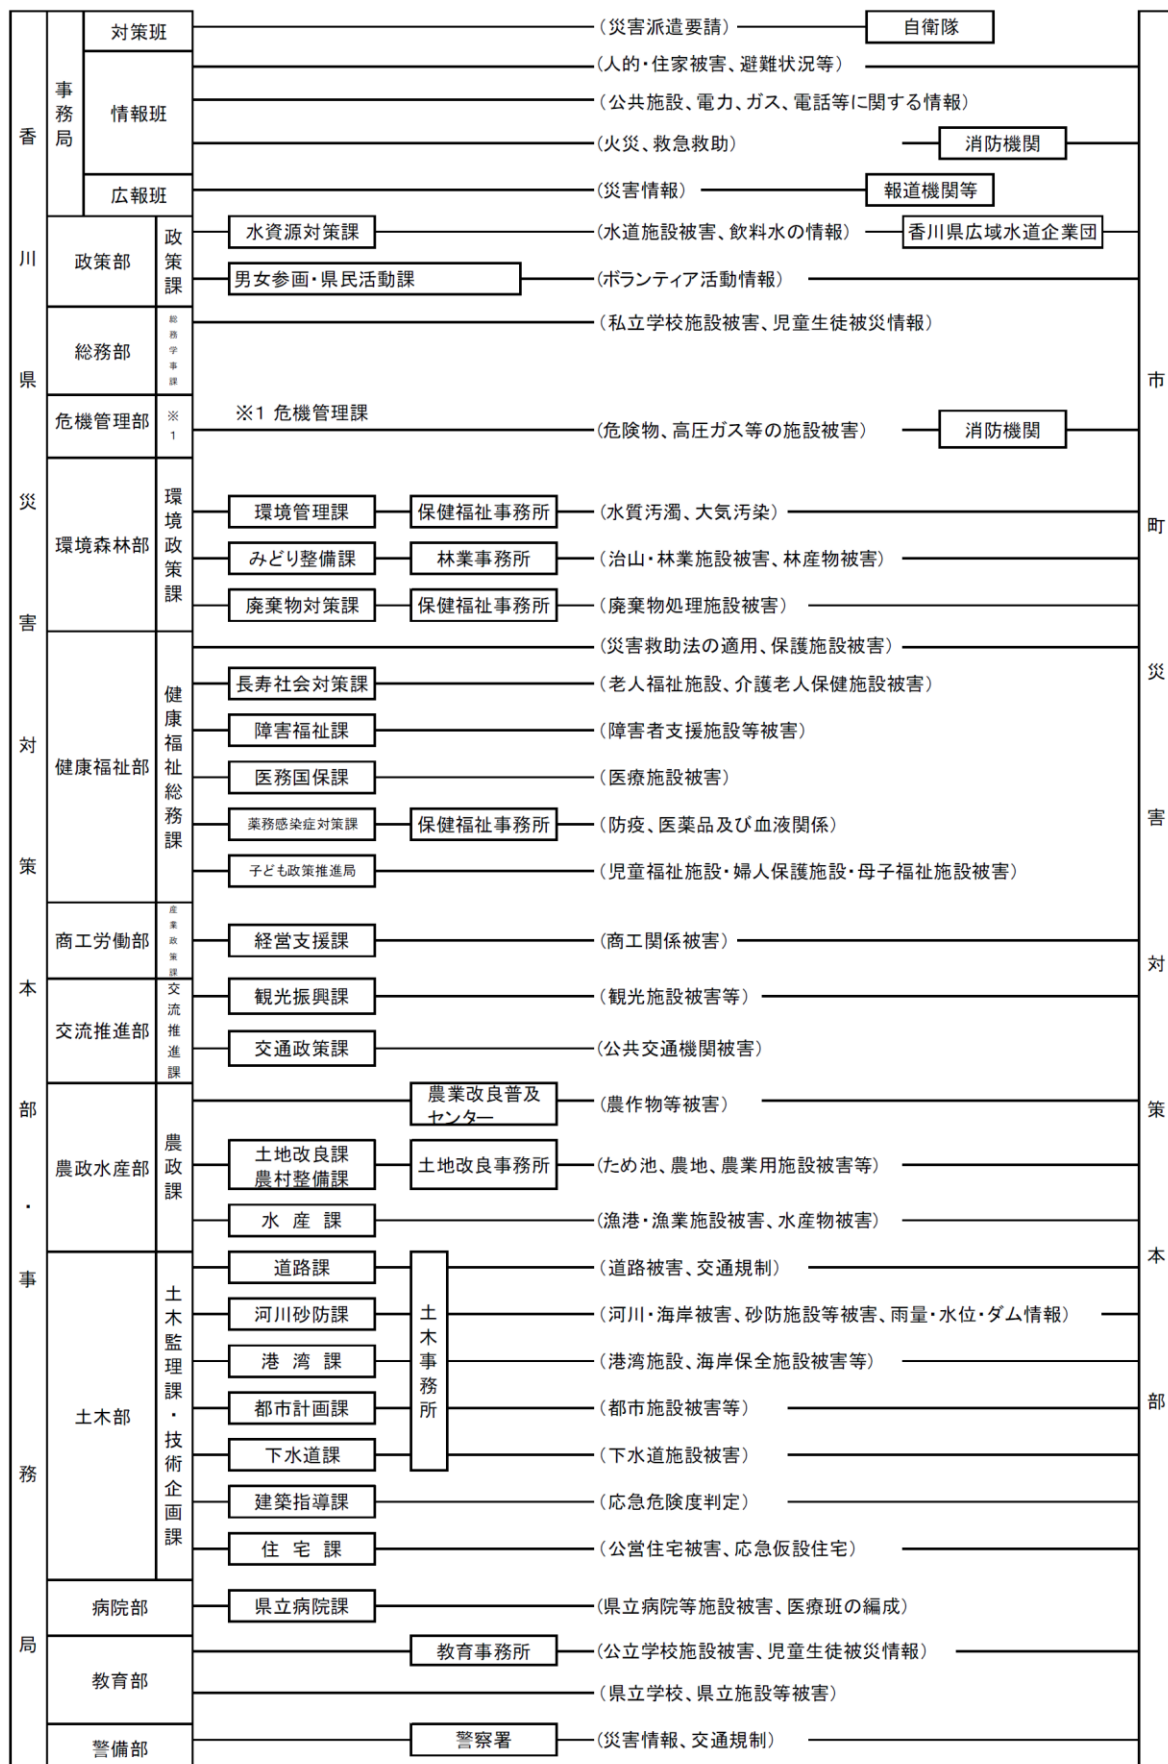 香川県災害対策本部・事務局
事務局
対策班
(災害派遣要請)
自衛隊
情報班
(人的・住家被害、避難状況等)
(公共施設、電力、ガス、電話等に関する情報)
(火災、救急救助)
消防機関
広報班
(災害情報)
報道機関等
政策部
政策課
水資源対策課
(水道施設被害、飲料水の情報)
香川県広域水道企業団
男女参画・県民活動課
(ボランティア活動情報)
総務部
総務学事課
(私立学校施設被害、児童生徒被災情報)
危機管理部
※1
※1 危機管理課
(危険物、高圧ガス等の施設被害)
消防機関
環境森林部
環境政策課
環境管理課
保健福祉事務所
(水質汚濁、大気汚染)
みどり整備課
林業事務所
(治山・林業施設被害、林産物被害)
廃棄物対策課
保健福祉事務所
(廃棄物処理施設被害)
健康福祉部
健康福祉総務課
(災害救助法の適用、保護施設被害)
長寿社会対策課
(老人福祉施設、介護老人保健施設被害)
障害福祉課
(障害者支援施設等被害)
医務国保課
(医療施設被害)
薬務感染症対策課
保健福祉事務所
(防疫、医薬品及び血液関係)
子ども政策推進局
(児童福祉施設・婦人保護施設・母子福祉施設被害)
商工労働部
産業政策課
経営支援課
(商工関係被害)
交流推進部
交流推進課
観光振興課
(観光施設被害等)
交通政策課
(公共交通機関被害)
農政水産部
農政課
農業改良普及
センター
(農作物等被害)
土地改良課
農村整備課
土地改良事務所
(ため池、農地、農業用施設被害等)
水 産 課
(漁港・漁業施設被害、水産物被害)
土木部
土木監理課・技術企画課
土木事務所
道路課
(道路被害、交通規制)
河川砂防課
(河川・海岸被害、砂防施設等被害、雨量・水位・ダム情報)
港 湾 課
(港湾施設、海岸保全施設被害等)
都市計画課
(都市施設被害等)
下水道課
(下水道施設被害)
建築指導課
(応急危険度判定)
住 宅 課
(公営住宅被害、応急仮設住宅)
病院部
県立病院課
(県立病院等施設被害、医療班の編成)
教育部
教育事務所
(公立学校施設被害、児童生徒被災情報)
(県立学校、県立施設等被害)
警備部
警察署
(災害情報、交通規制)
市町災害対策本部